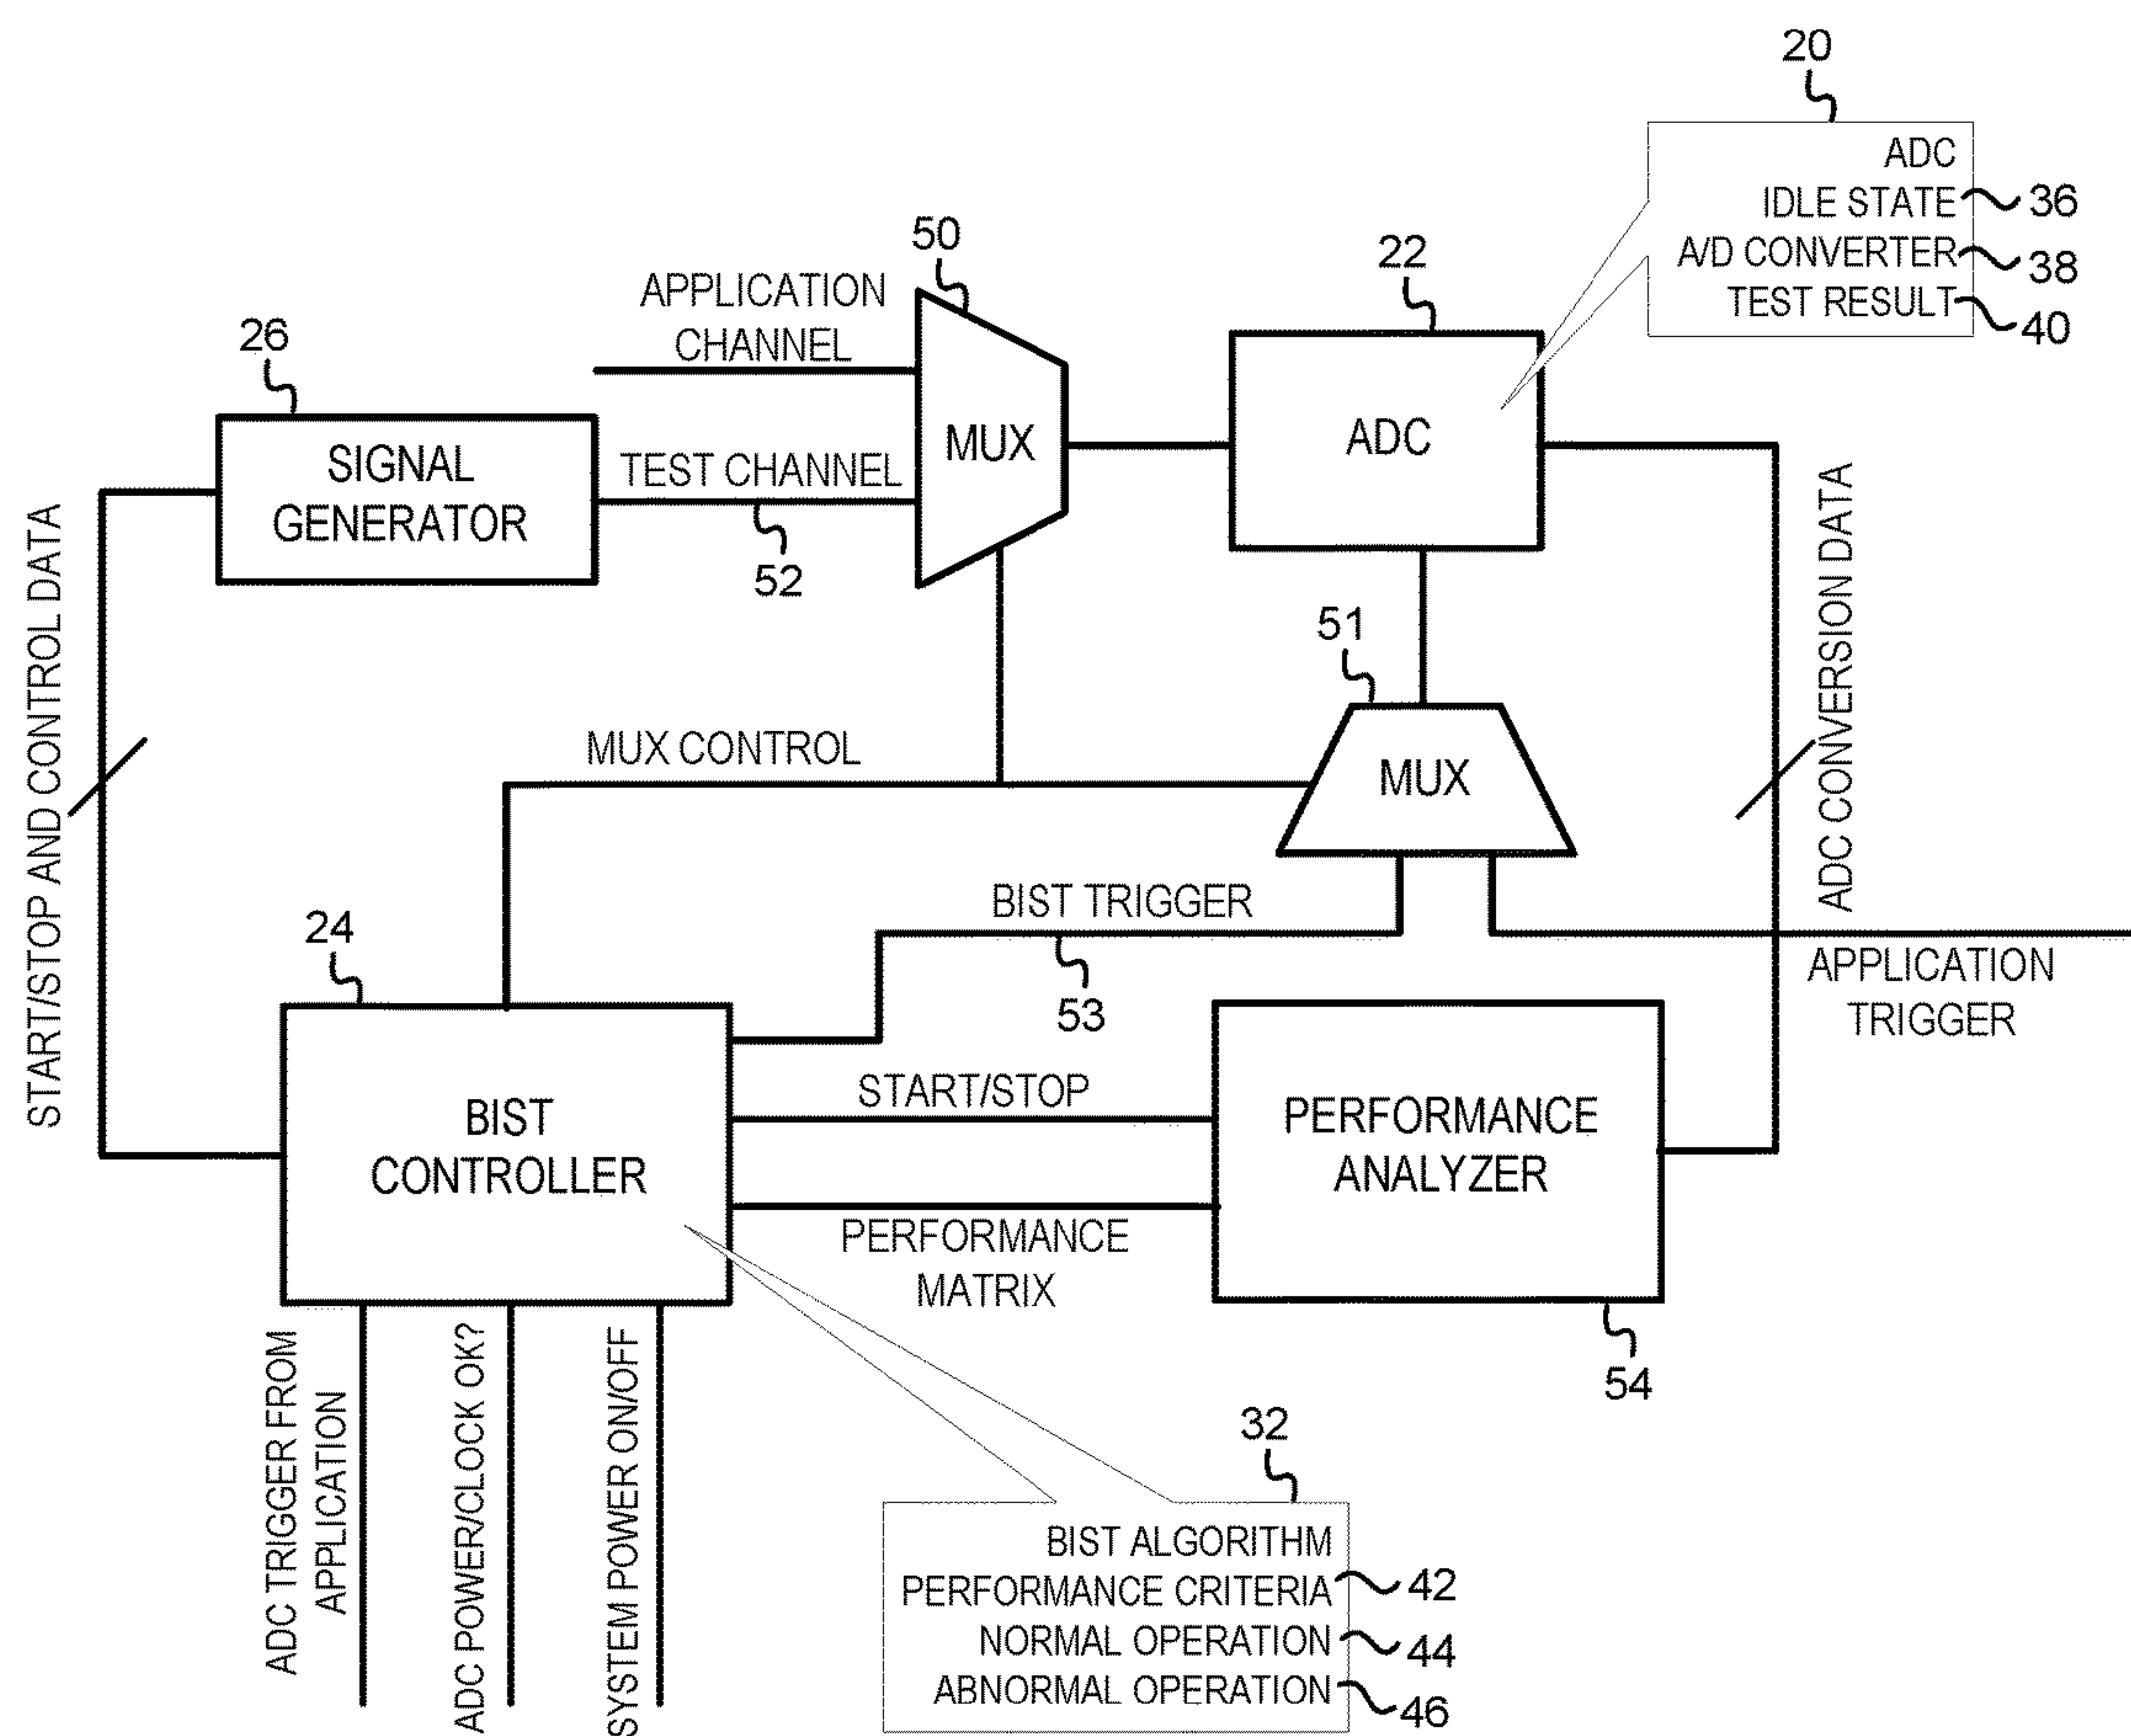 20
ADC
IDLE STATE 36
A/D CONVERTER 38
TEST RESULT 40
50
22
APPLICATION
CHANNEL
26
SIGNAL
GENERATOR
TEST CHANNEL
52
MUX
ADC
51
START/STOP AND CONTROL DATA
MUX CONTROL
MUX
ADC CONVERSION DATA
BIST TRIGGER
53
24
APPLICATION
TRIGGER
BIST
CONTROLLER
START/STOP
PERFORMANCE
MATRIX
PERFORMANCE
ANALYZER
54
ADC TRIGGER FROM
APPLICATION
ADC POWER/CLOCK OK?
SYSTEM POWER ON/OFF
32
BIST ALGORITHM
PERFORMANCE CRITERIA 42
NORMAL OPERATION 44
ABNORMAL OPERATION 46